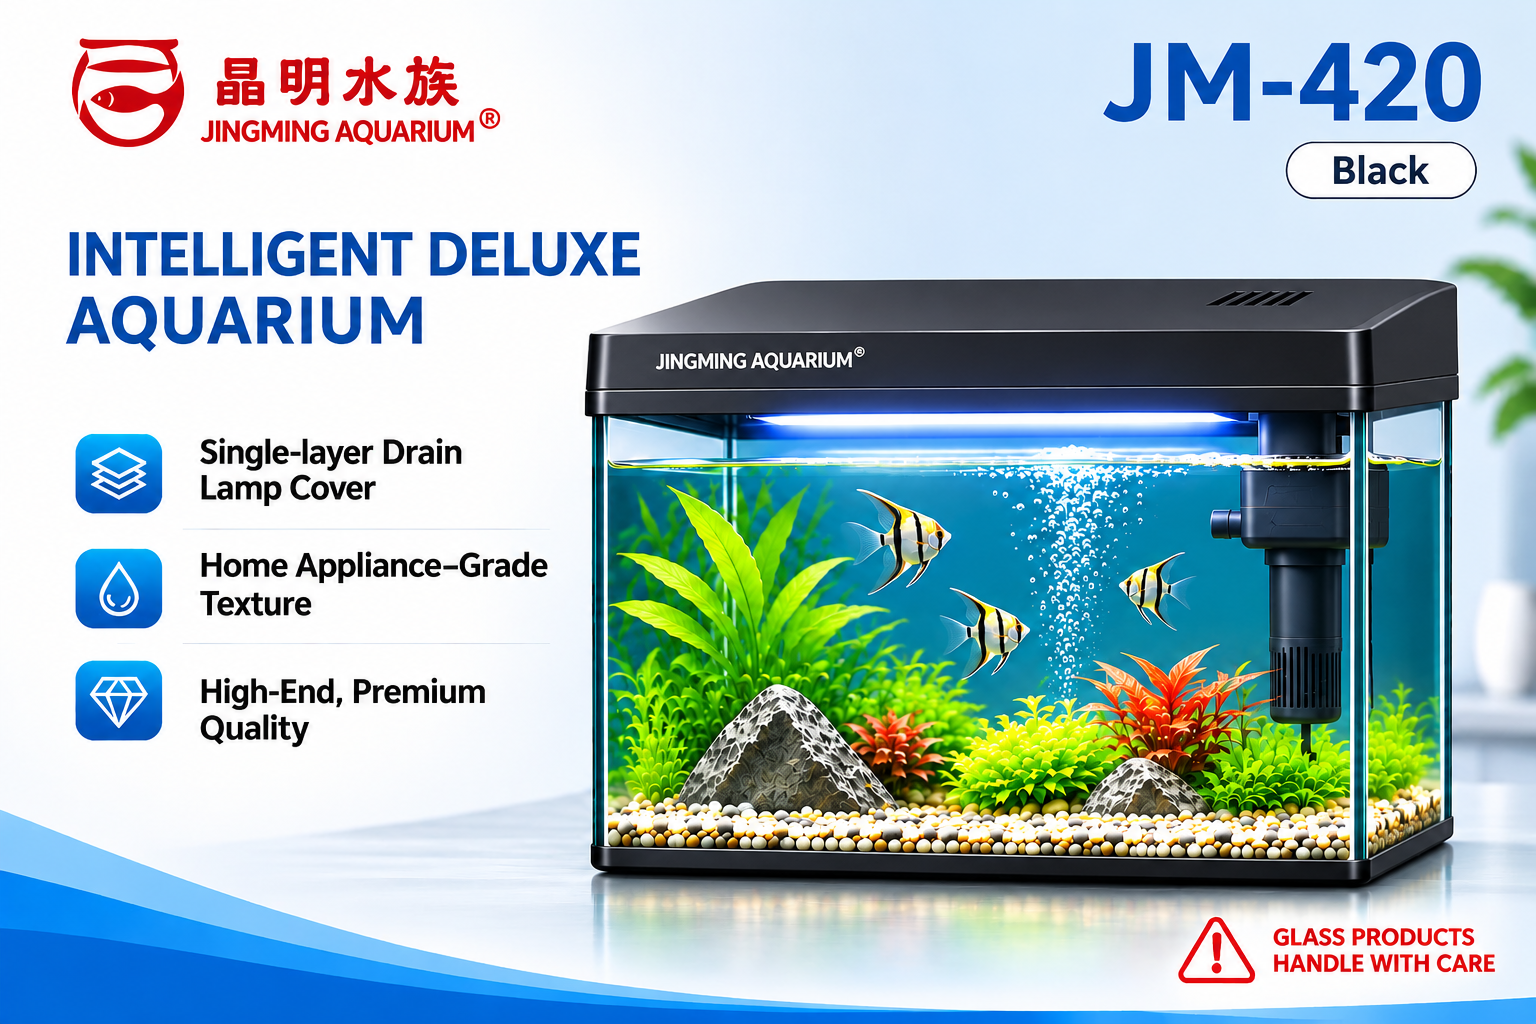 晶明水族
JINGMING AQUARIUM®
JM-420
Black
INTELLIGENT DELUXE
AQUARIUM
JINGMING AQUARIUM®
Single-layer Drain
Lamp Cover
Home Appliance–Grade
Texture
High-End, Premium
Quality
GLASS PRODUCTS
HANDLE WITH CARE